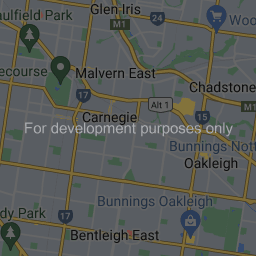 aulfield Park
Glen Iris
M1
24
Woo
ecourse
Malvern East
Chadstone
17
Alt 1
Carnegie
15
For development purposes only
Bunnings Nott
Oakleigh
Bunnings Oakleigh
dy Park
17
Bentleigh East